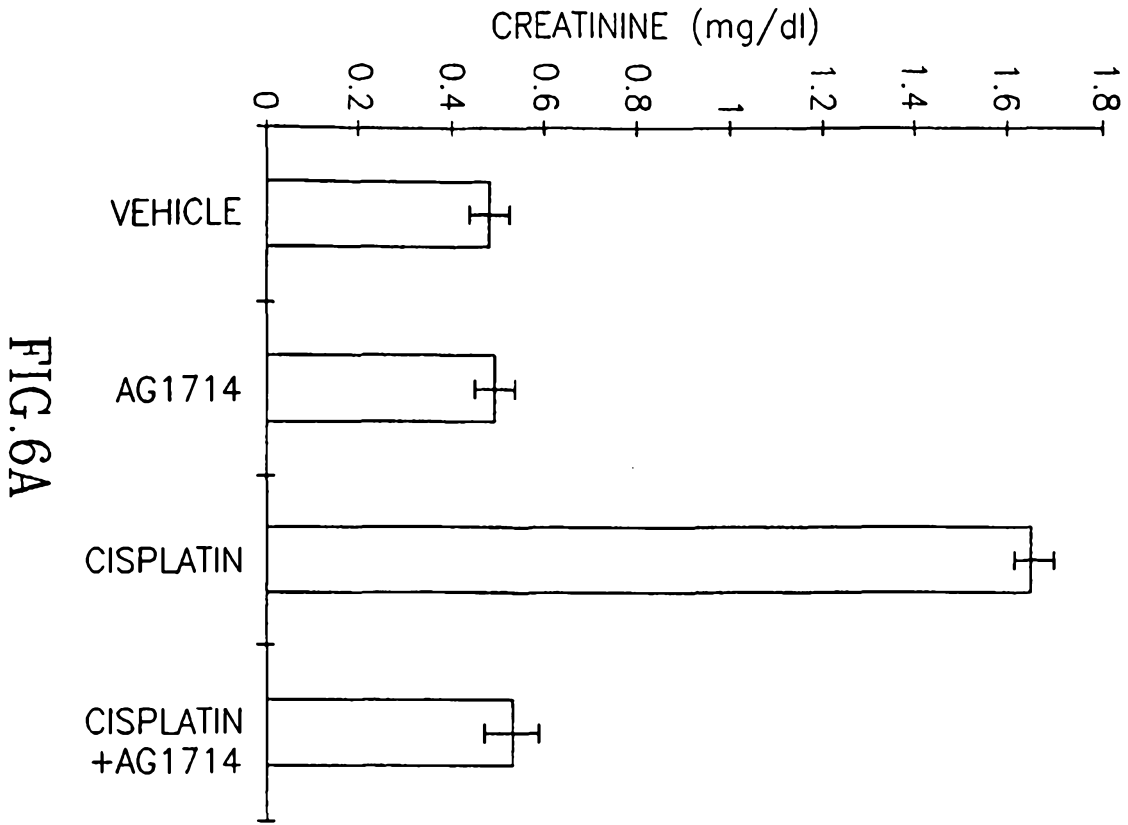 CREATININE (mg/dl)
0
0.2
0.4
0.6
0.8
1
1.2
1.4
1.6
1.8
VEHICLE
AG1714
CISPLATIN
CISPLATIN
+AG1714
FIG.6A